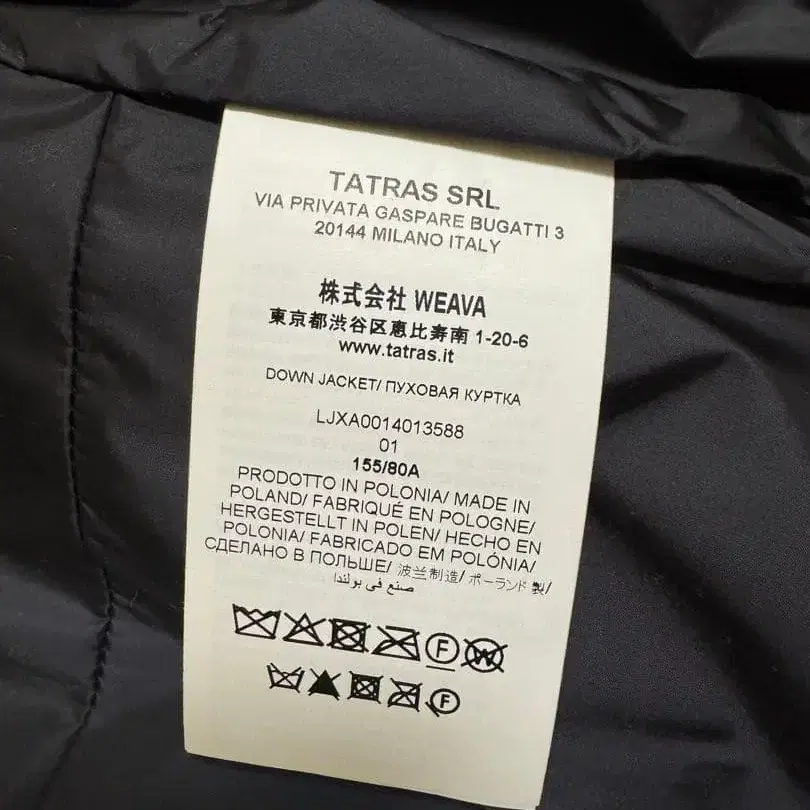 TATRAS SRL
VIA PRIVATA GASPARE BUGATTI 3
20144 MILANO ITALY
株式会社 WEAVA
東京都渋谷区恵比寿南 1-20-6
www.tatras.it
DOWN JACKET/ ПУХОВАЯ КУРТКА
LJXA0014013588
01
155/80A
PRODOTTO IN POLONIA/ MADE IN
POLAND/ FABRIQUÉ EN POLOGNE/
HERGESTELLT IN POLEN/ HECHO EN
POLONIA/ FABRICADO EM POLÓNIA/
СДЕЛАНО В ПОЛЬШЕ/ 波兰制造/ ポーランド 製/
صنع في بولندا
F W
F